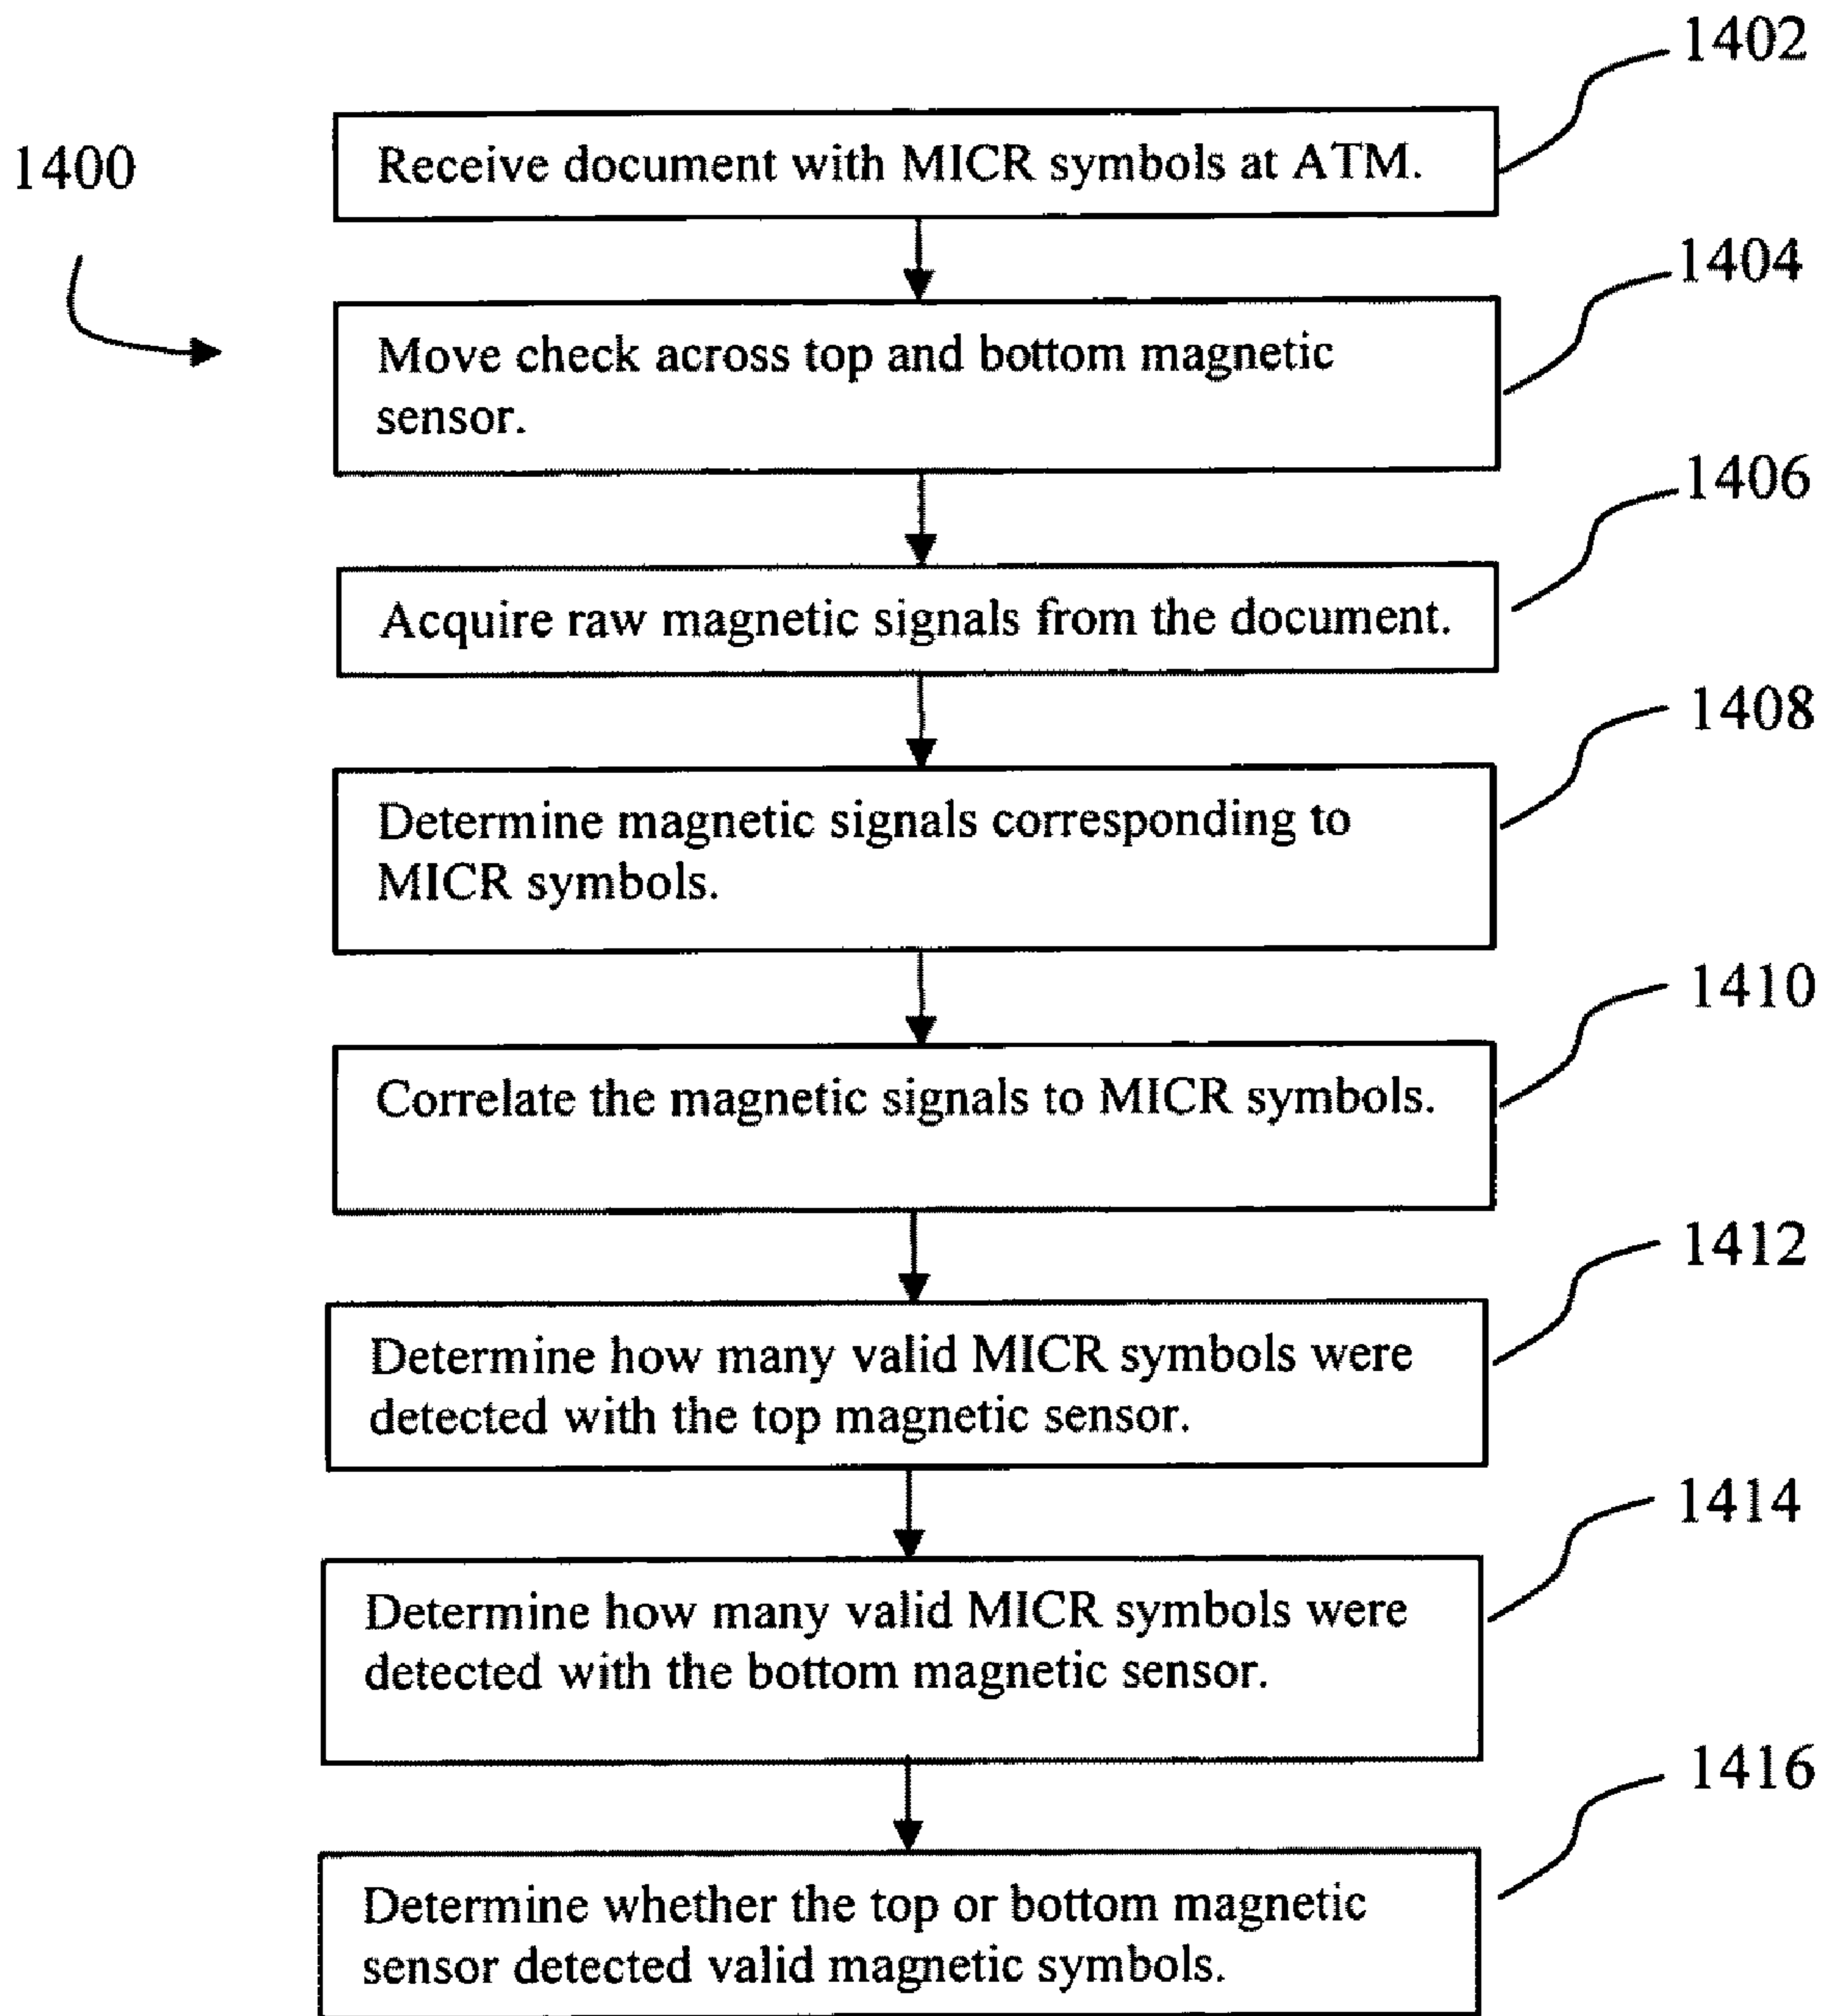 1402
1400
Receive document with MICR symbols at ATM.
1404
Move check across top and bottom magnetic
sensor.
1406
Acquire raw magnetic signals from the document.
1408
Determine magnetic signals corresponding to
MICR symbols.
1410
Correlate the magnetic signals to MICR symbols.
1412
Determine how many valid MICR symbols were
detected with the top magnetic sensor.
1414
Determine how many valid MICR symbols were
detected with the bottom magnetic sensor.
1416
Determine whether the top or bottom magnetic
sensor detected valid magnetic symbols.